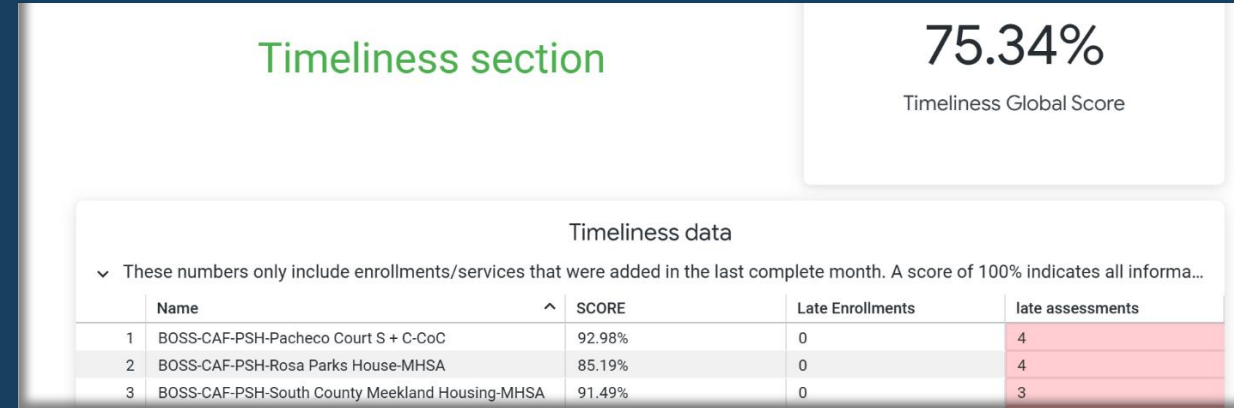 Timeliness section
75.34%
Timeliness Global Score
Timeliness data
These numbers only include enrollments/services that were added in the last complete month. A score of 100% indicates all informa...
Name SCORE Late Enrollments late assessments
1 BOSS-CAF-PSH-Pacheco Court S + C-CoC 92.98% 0 4
2 BOSS-CAF-PSH-Rosa Parks House-MHSA 85.19% 0 4
3 BOSS-CAF-PSH-South County Meekland Housing-MHSA 91.49% 0 3